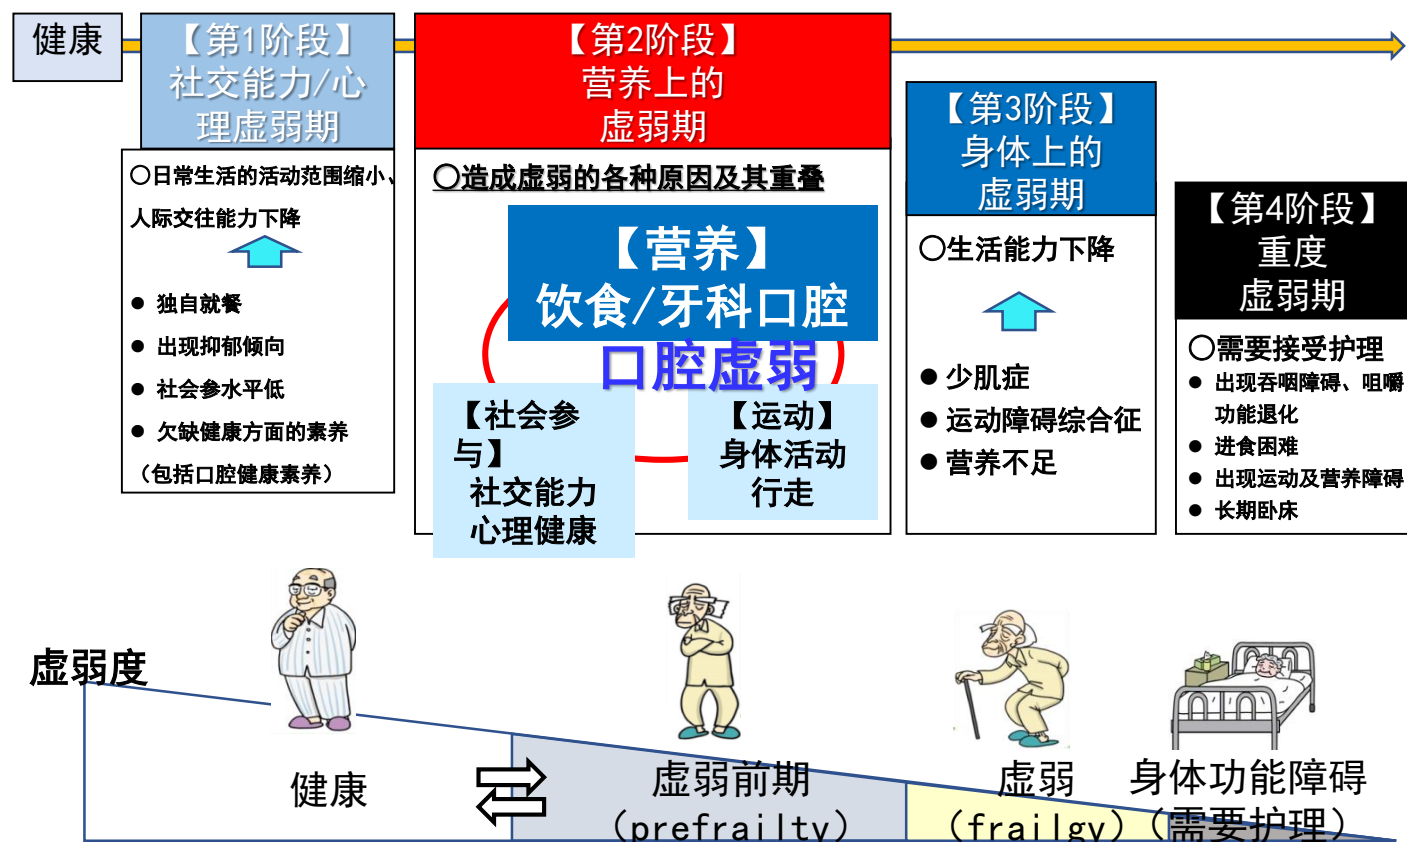 健康
【第1阶段】
社交能力/心
理虚弱期
○日常生活的活动范围缩小、
人际交往能力下降
● 独自就餐
● 出现抑郁倾向
● 社会参水平低
● 欠缺健康方面的素养
（包括口腔健康素养）
【第2阶段】
营养上的
虚弱期
○造成虚弱的各种原因及其重叠
【营养】
饮食/牙科口腔
口腔虚弱
【社会参
与】
社交能力
心理健康
【运动】
身体活动
行走
【第3阶段】
身体上的
虚弱期
○生活能力下降
● 少肌症
● 运动障碍综合征
● 营养不足
【第4阶段】
重度
虚弱期
○需要接受护理
● 出现吞咽障碍、咀嚼
功能退化
● 进食困难
● 出现运动及营养障碍
● 长期卧床
虚弱度
健康
虚弱前期
（prefrailty）
虚弱
（frailgy）
身体功能障碍
（需要护理）